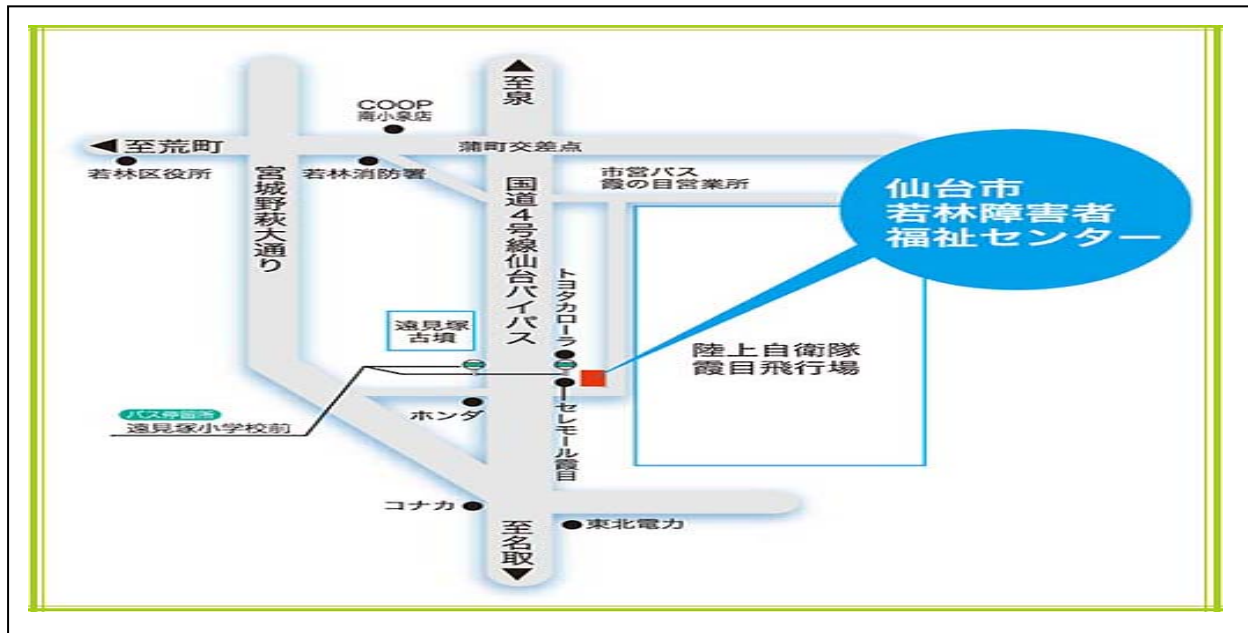 至泉
COOP
南小泉店
至荒町
蒲町交差点
若林区役所
若林消防署
市営バス
霞の目営業所
宮城野萩大通り
国道4号線仙台バイパス
仙台市
若林障害者
福祉センター
トヨタカローラ
遠見塚
古墳
陸上自衛隊
霞目飛行場
バス停留所
遠見塚小学校前
ホンダ
セレモール霞目
コナカ
東北電力
至名取